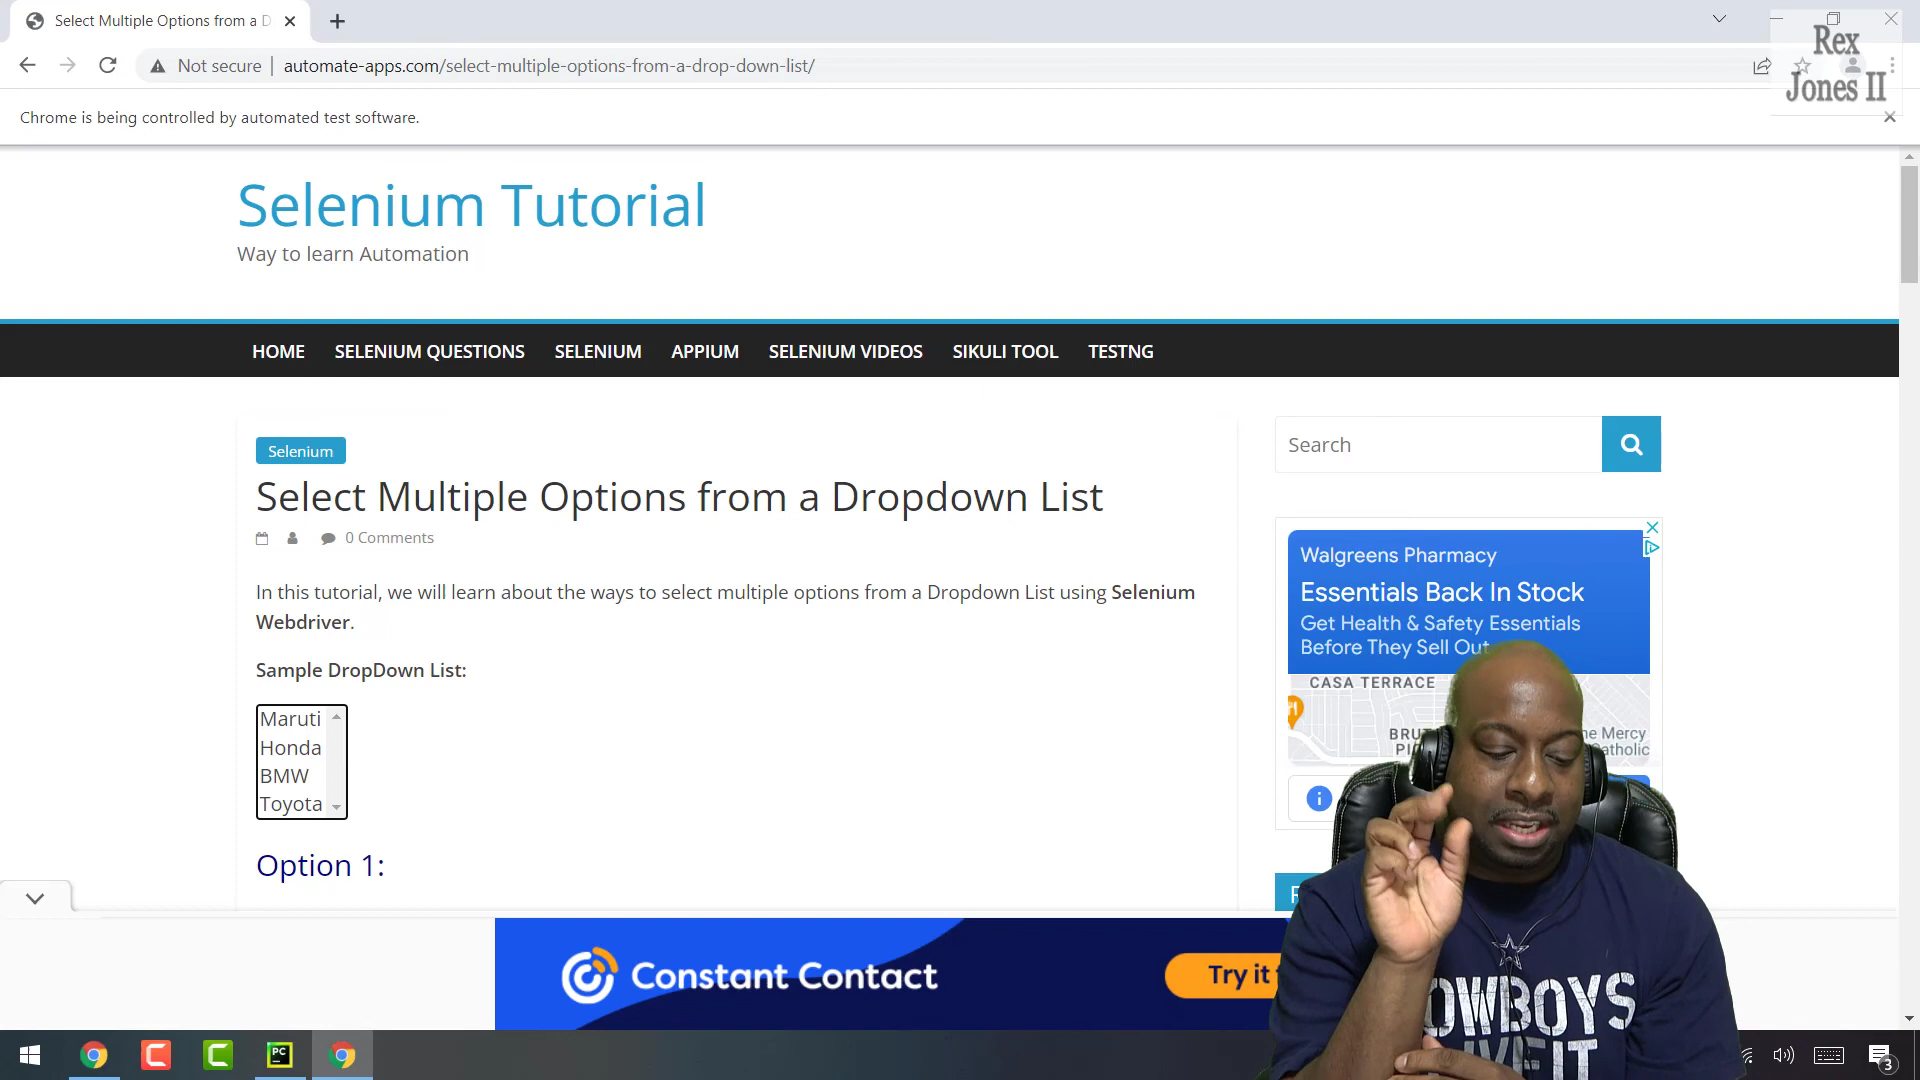 Select Multiple Options from a D
Rex
Jones II
Not secure
automate-apps.com/select-multiple-options-from-a-drop-down-list/
Chrome is being controlled by automated test software.
Selenium Tutorial
Way to learn Automation
HOME SELENIUM QUESTIONS SELENIUM APPIUM SELENIUM VIDEOS SIKULI TOOL TESTNG
Selenium
Select Multiple Options from a Dropdown List
0 Comments
In this tutorial, we will learn about the ways to select multiple options from a Dropdown List using Selenium
Webdriver.
Sample DropDown List:
Maruti
Honda
BMW
Toyota
Option 1:
Search
Walgreens Pharmacy
Essentials Back In Stock
Get Health & Safety Essentials
Before They Sell Out
CASA TERRACE
Mercy
Constant Contact
Try it
COWBOYS
PC
3